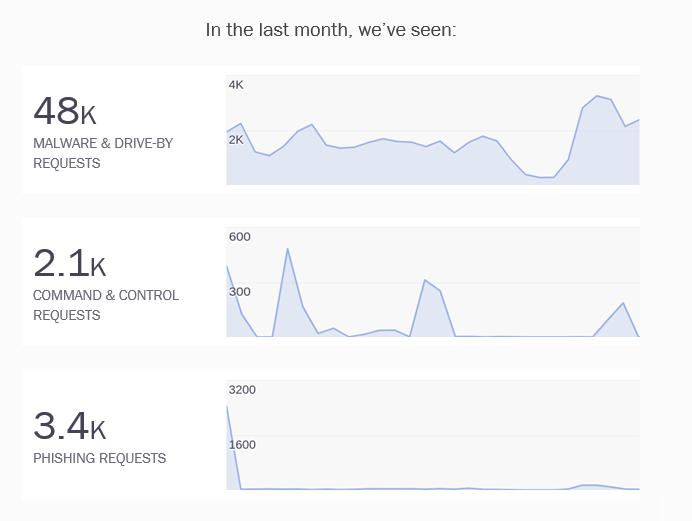 In the last month, we've seen:
48K
MALWARE & DRIVE-BY
REQUESTS
4K
2K
2.1K
COMMAND & CONTROL
REQUESTS
600
300
3.4K
PHISHING REQUESTS
3200
1600